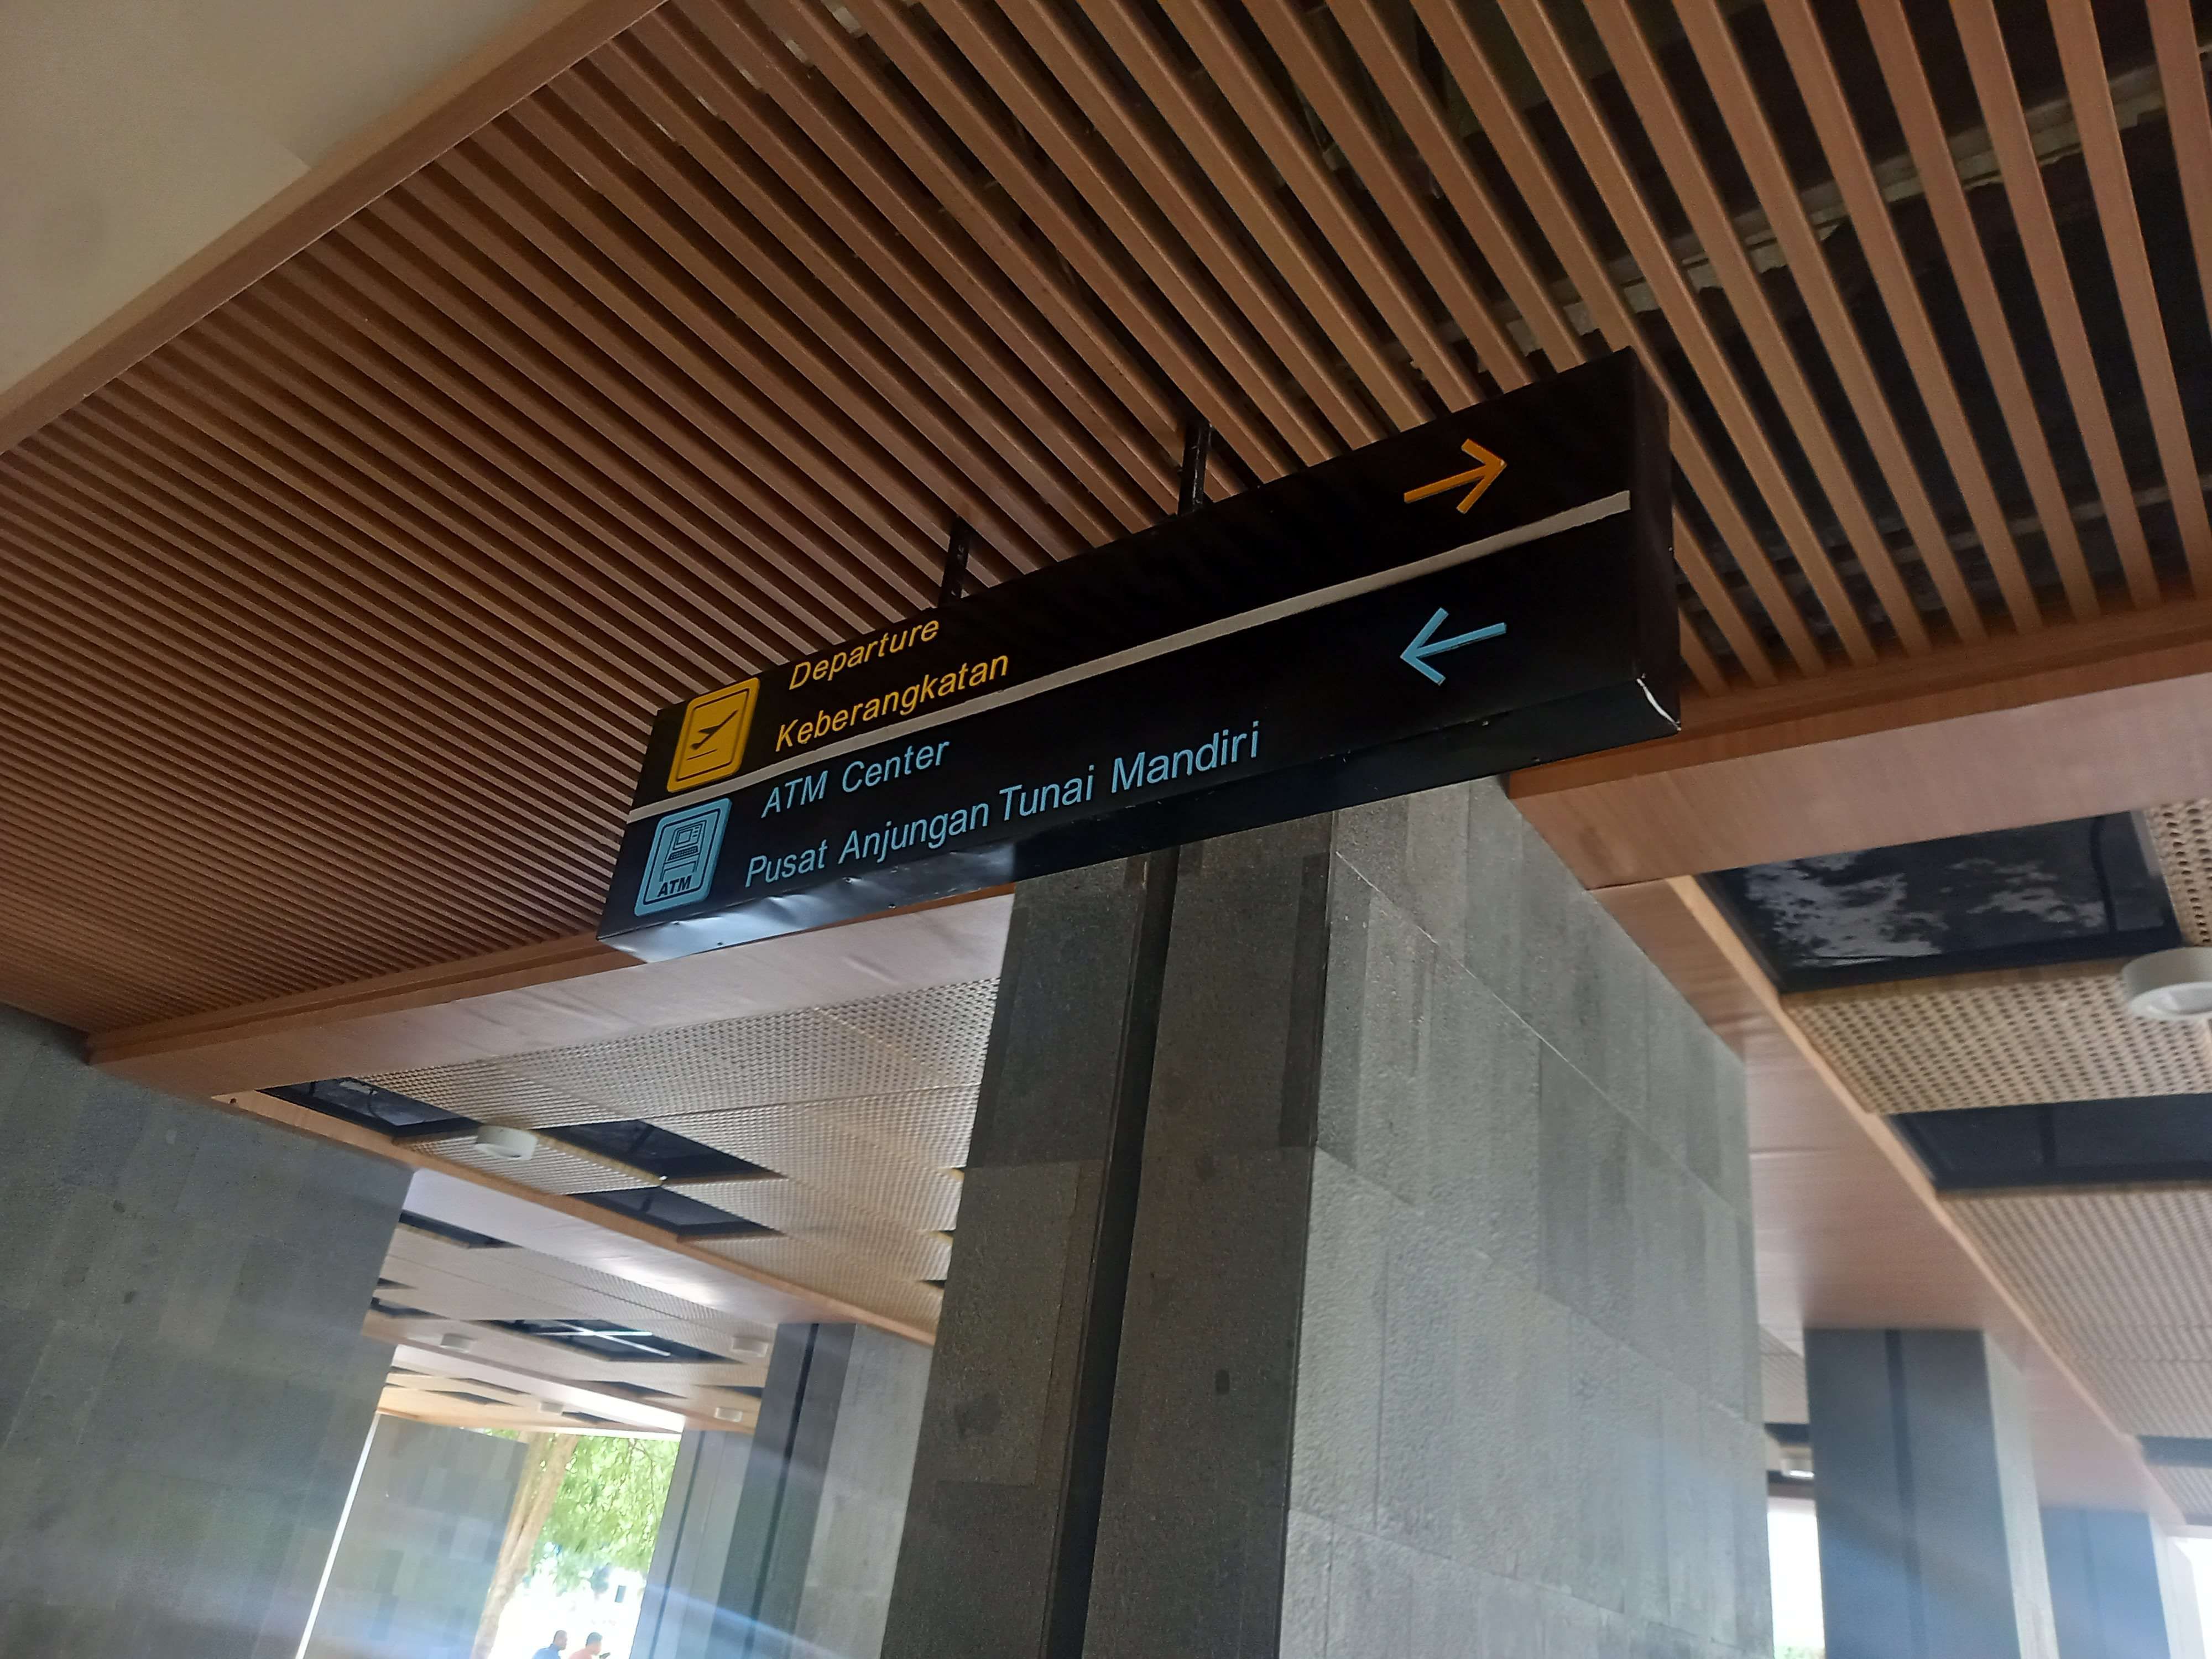 Departure
Keberangkatan
ATM Center
Pusat Anjungan Tunai Mandiri
ATM